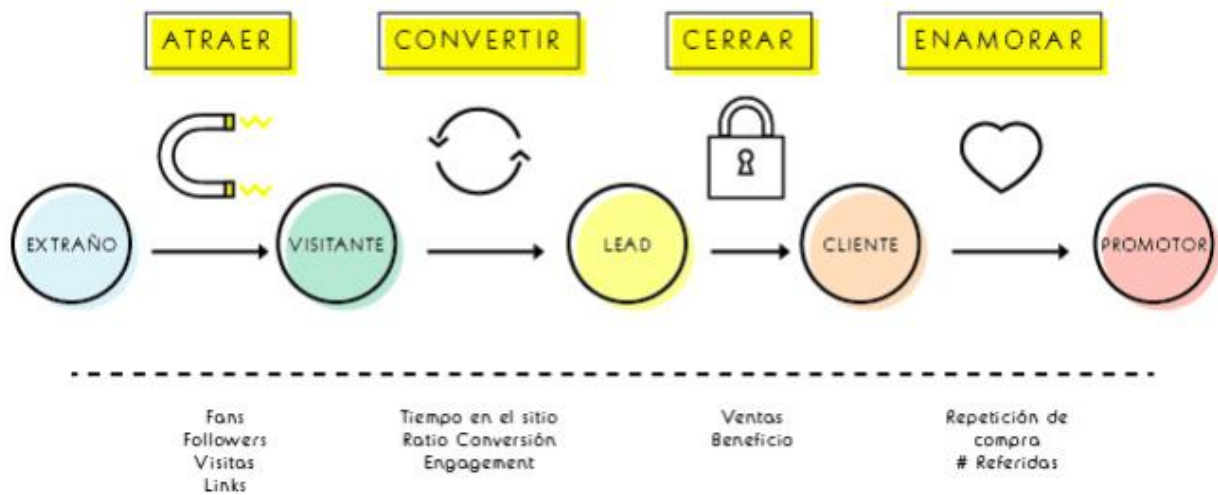 ATRAER
CONVERTIR
CERRAR
ENAMORAR
EXTRAÑO
VISITANTE
LEAD
CLIENTE
PROMOTOR
Fans
Followers
Visitas
Links
Tiempo en el sitio
Ratio Conversión
Engagement
Ventas
Beneficio
Repetición de
compra
# Referidas